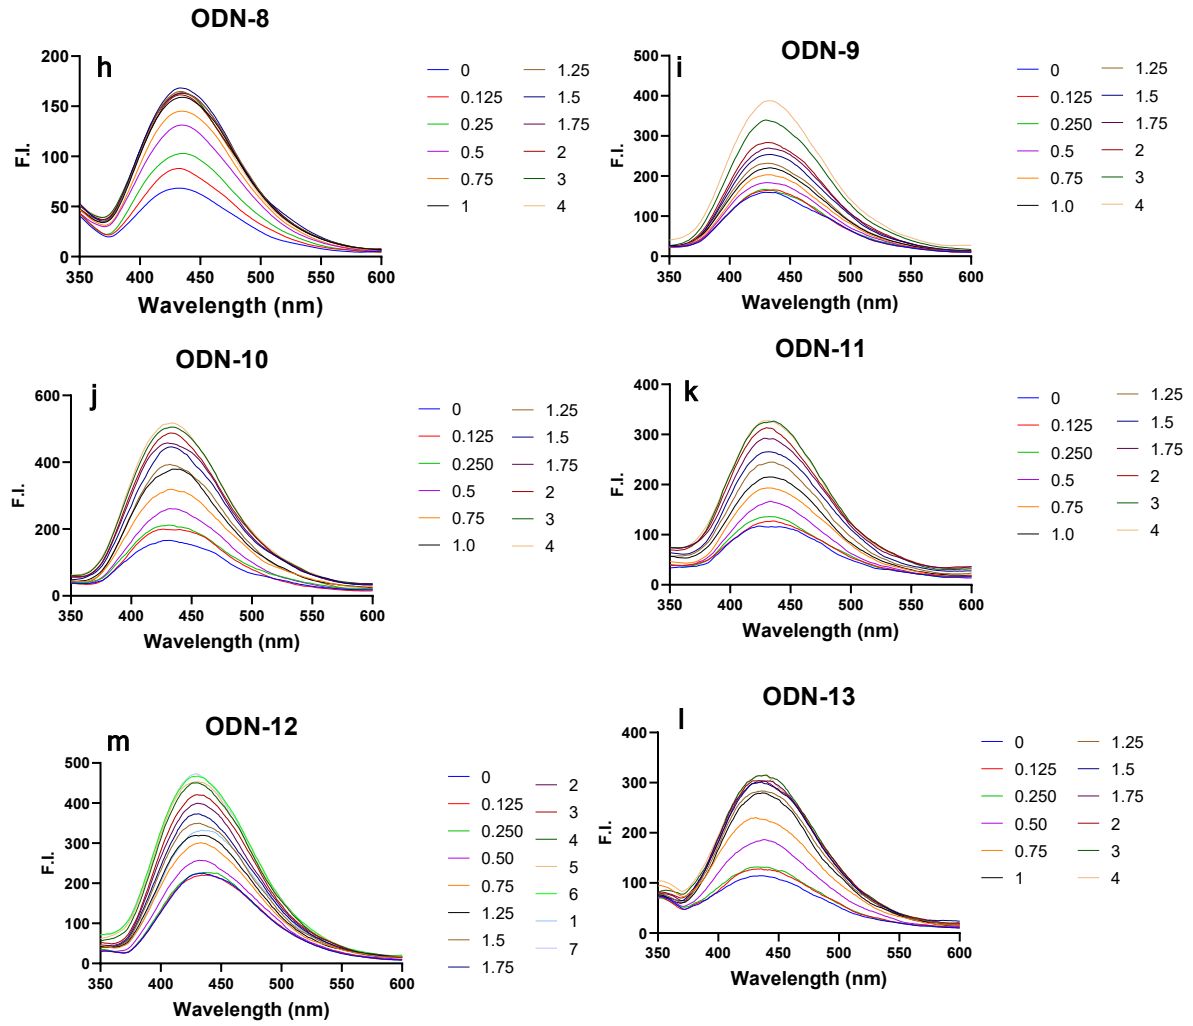 ODN-8
h
F.I.
200
150
100
50
0
350 400 450 500 550 600
Wavelength (nm)
0 1.25
0.125 1.5
0.25 1.75
0.5 2
0.75 3
1 4
ODN-9
i
F.I.
500
400
300
200
100
0
350 400 450 500 550 600
Wavelength (nm)
0 1.25
0.125 1.5
0.250 1.75
0.5 2
0.75 3
1.0 4
ODN-10
j
F.I.
600
400
200
0
350 400 450 500 550 600
Wavelength (nm)
0 1.25
0.125 1.5
0.250 1.75
0.5 2
0.75 3
1.0 4
ODN-11
k
F.I.
400
300
200
100
0
350 400 450 500 550 600
Wavelength (nm)
0 1.25
0.125 1.5
0.250 1.75
0.5 2
0.75 3
1.0 4
ODN-12
m
F.I.
500
400
300
200
100
0
350 400 450 500 550 600
Wavelength (nm)
0 2
0.125 3
0.250 4
0.50 5
0.75 6
1.25 1
1.5 7
1.75
ODN-13
l
F.I.
400
300
200
100
0
350 400 450 500 550 600
Wavelength (nm)
0 1.25
0.125 1.5
0.250 1.75
0.50 2
0.75 3
1 4